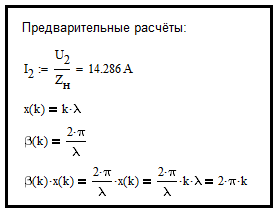 Предварительные расчёты:
I₂ := U₂/Zн = 14.286 A
x(k) = k·λ
β(k) = 2·π/λ
β(k)·x(k) = 2·π/λ·x(k) = 2·π/λ·k·λ = 2·π·k